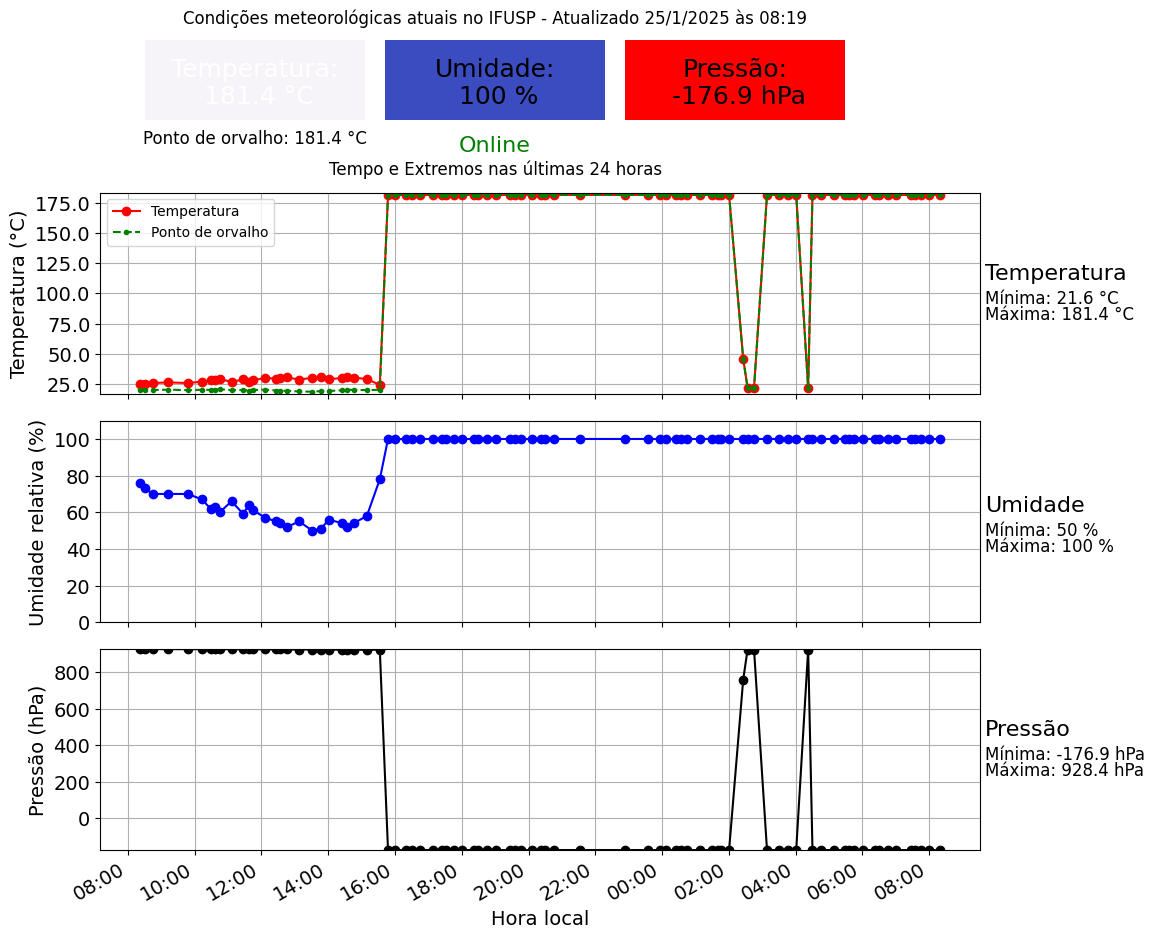 Condições meteorológicas atuais no IFUSP - Atualizado 25/1/2025 às 08:19
Temperatura:
181.4 °C
Umidade:
100 %
Pressão:
-176.9 hPa
Ponto de orvalho: 181.4 °C
Online
Tempo e Extremos nas últimas 24 horas
Temperatura (°C)
175.0
150.0
125.0
100.0
75.0
50.0
25.0
Temperatura
Ponto de orvalho
Temperatura
Mínima: 21.6 °C
Máxima: 181.4 °C
Umidade relativa (%)
100
80
60
40
20
0
Umidade
Mínima: 50 %
Máxima: 100 %
Pressão (hPa)
800
600
400
200
0
Pressão
Mínima: -176.9 hPa
Máxima: 928.4 hPa
08:00
10:00
12:00
14:00
16:00
18:00
20:00
22:00
00:00
02:00
04:00
06:00
08:00
Hora local